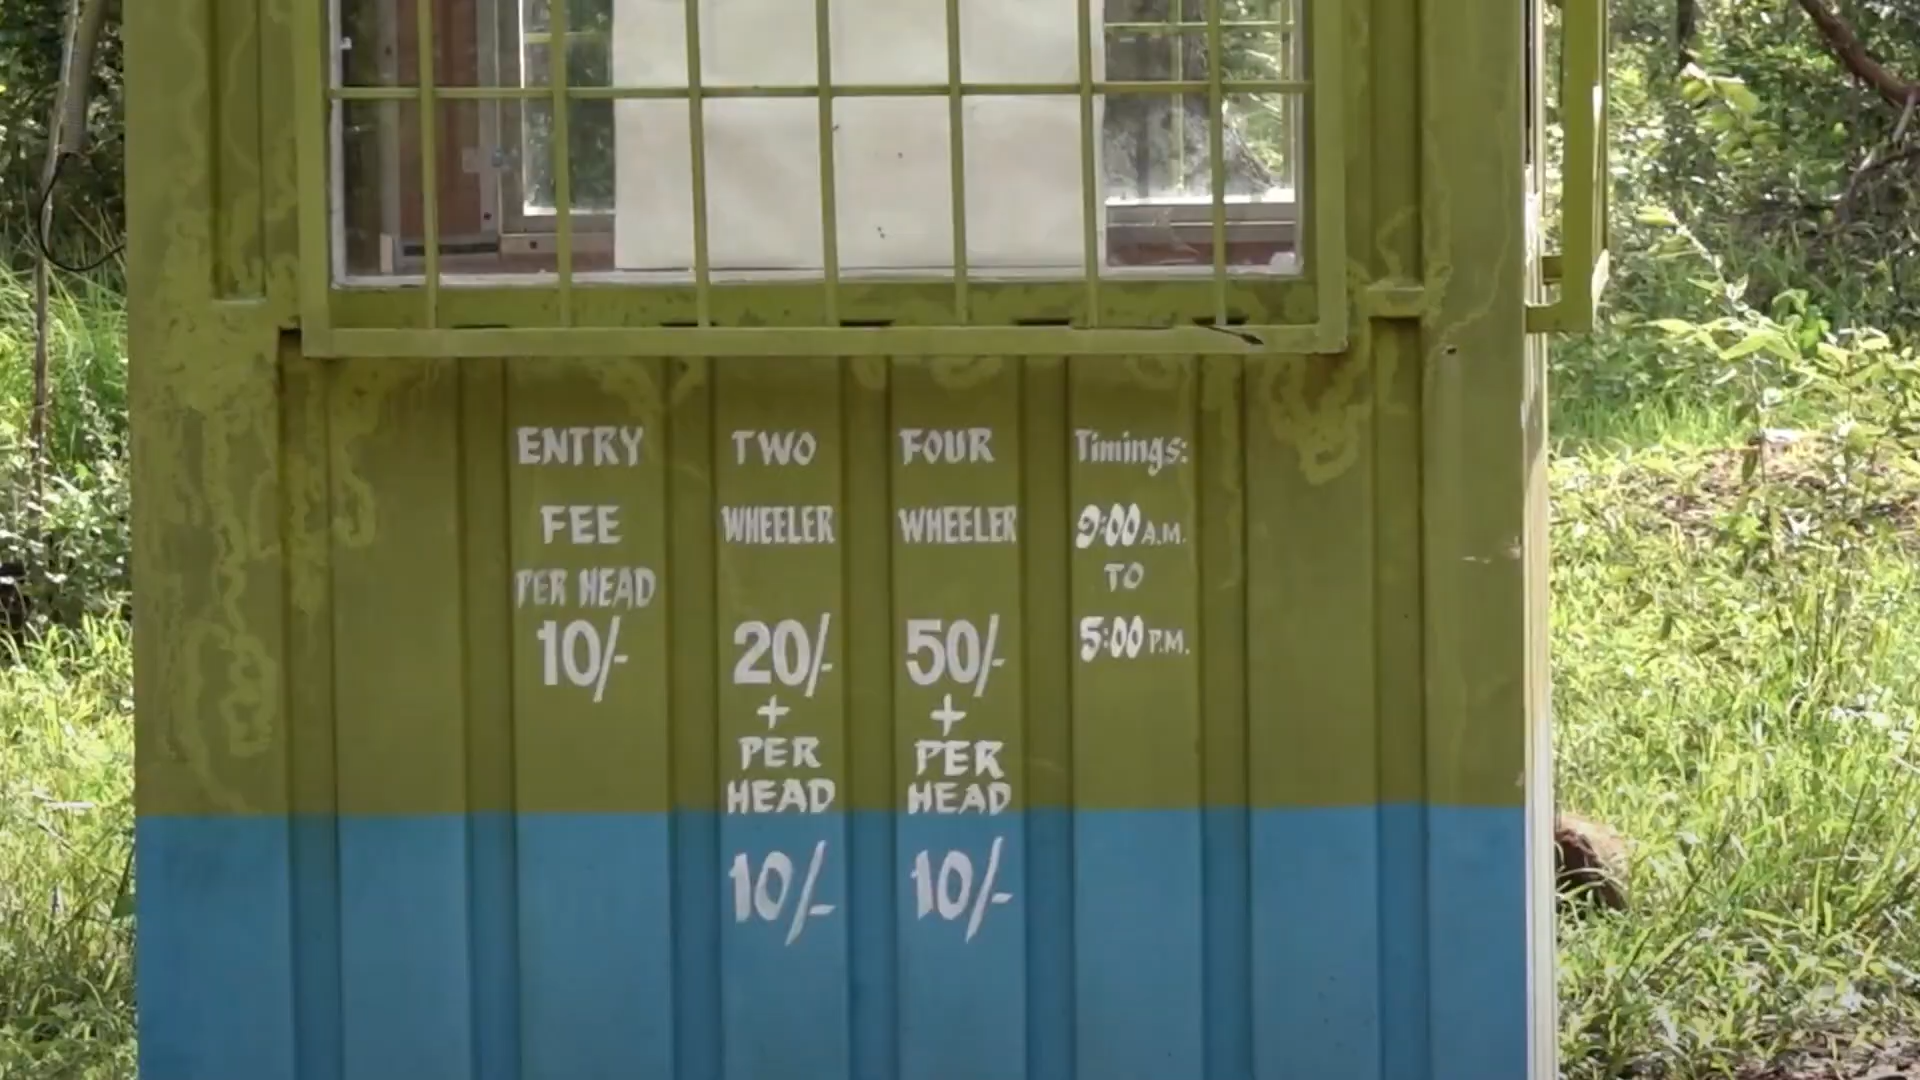 ENTRY
FEE
PER HEAD
10/-
TWO
WHEELER
20/-
+
PER
HEAD
10/-
FOUR
WHEELER
50/-
+
PER
HEAD
10/-
Timings:
9:00 A.M.
TO
5:00 P.M.